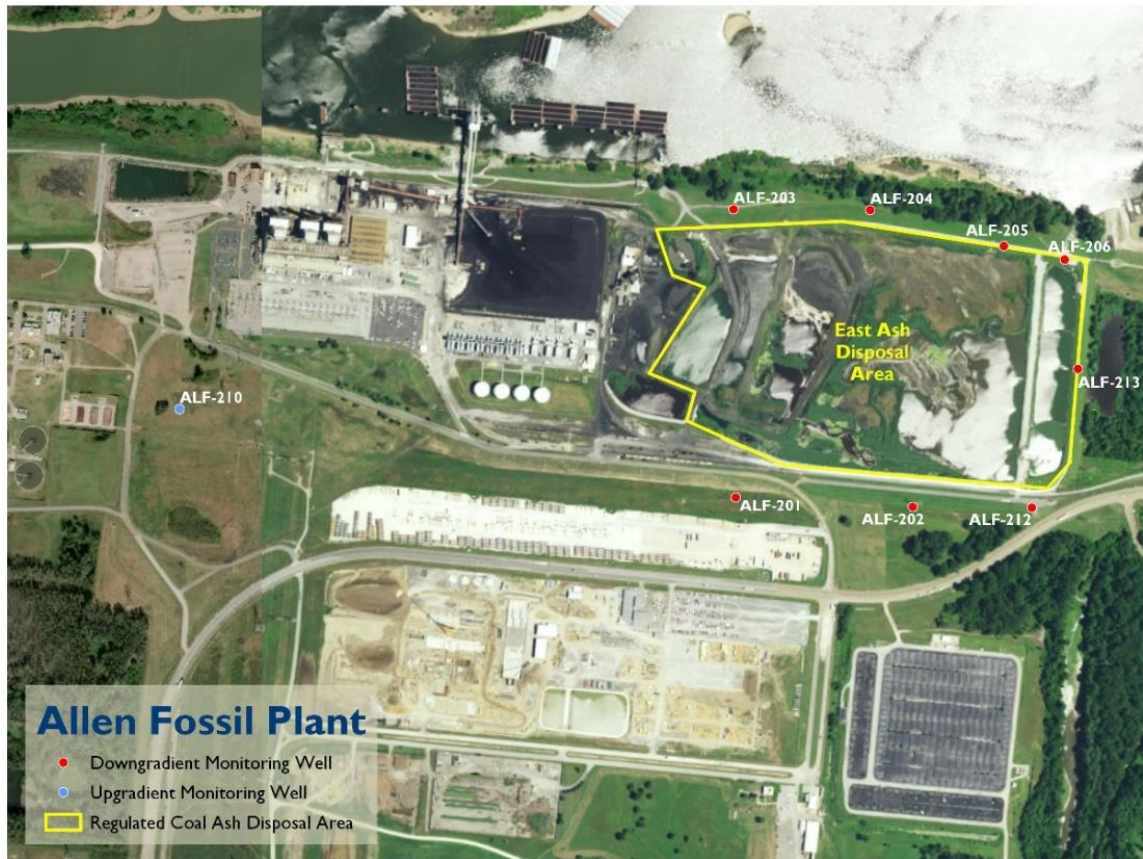 ALF-203
ALF-204
ALF-205
ALF-206
East Ash
Disposal
Area
ALF-213
ALF-210
ALF-201
ALF-202
ALF-212
Allen Fossil Plant
Downgradient Monitoring Well
Upgradient Monitoring Well
Regulated Coal Ash Disposal Area